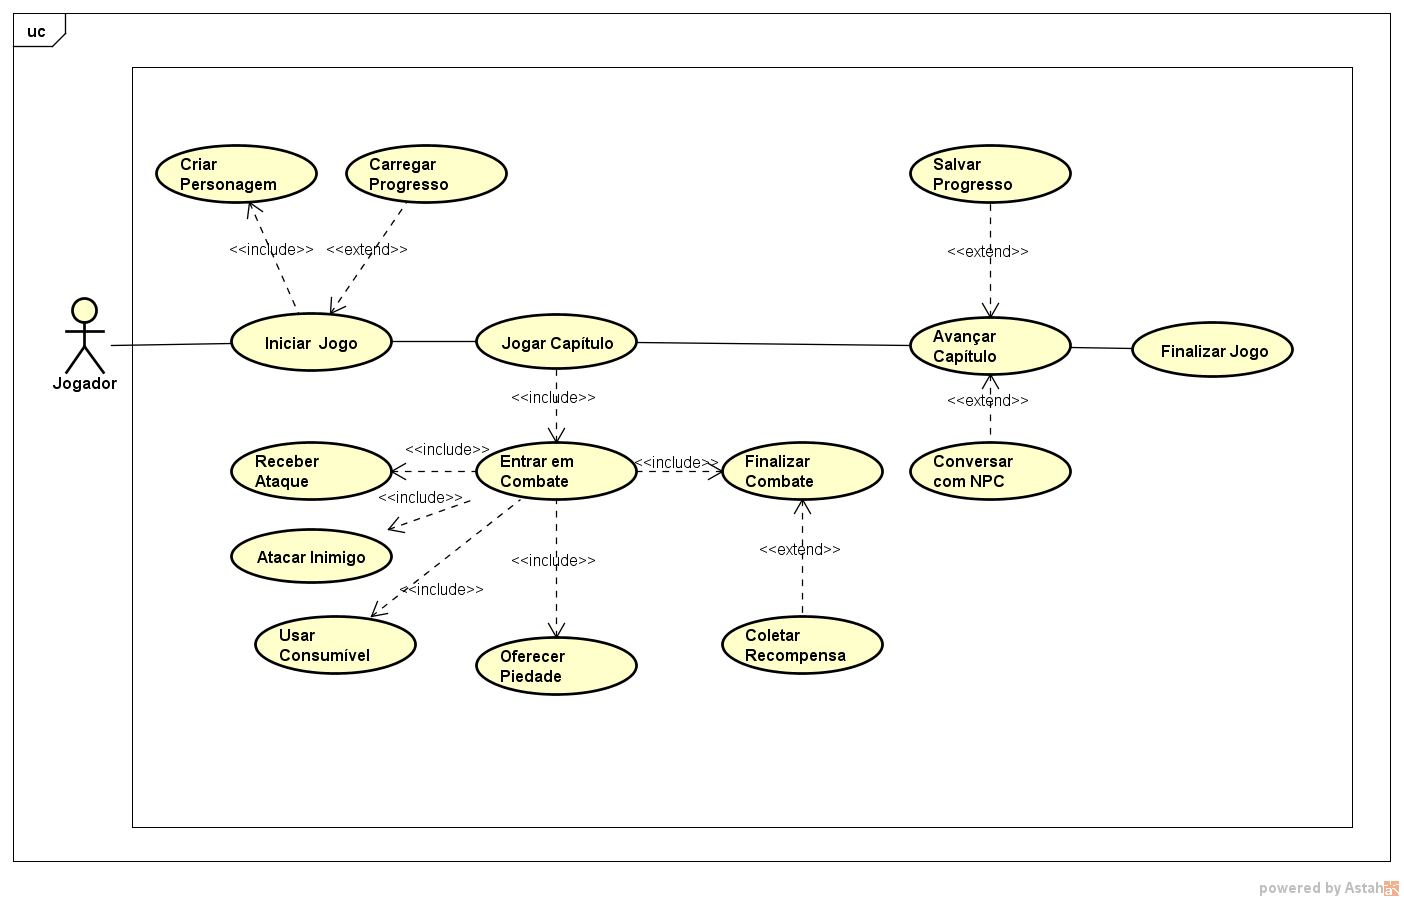 uc
Criar
Personagem
Carregar
Progresso
Salvar
Progresso
<<include>>
<<extend>>
<<extend>>
Jogador
Iniciar  Jogo
Jogar Capítulo
Avançar
Capítulo
Finalizar Jogo
<<include>>
<<extend>>
Receber
Ataque
<<include>>
Entrar em
Combate
<<include>>
Finalizar
Combate
Conversar
com NPC
<<include>>
Atacar Inimigo
<<include>>
<<extend>>
<<include>>
Usar
Consumível
Oferecer
Piedade
Coletar
Recompensa
powered by Astah